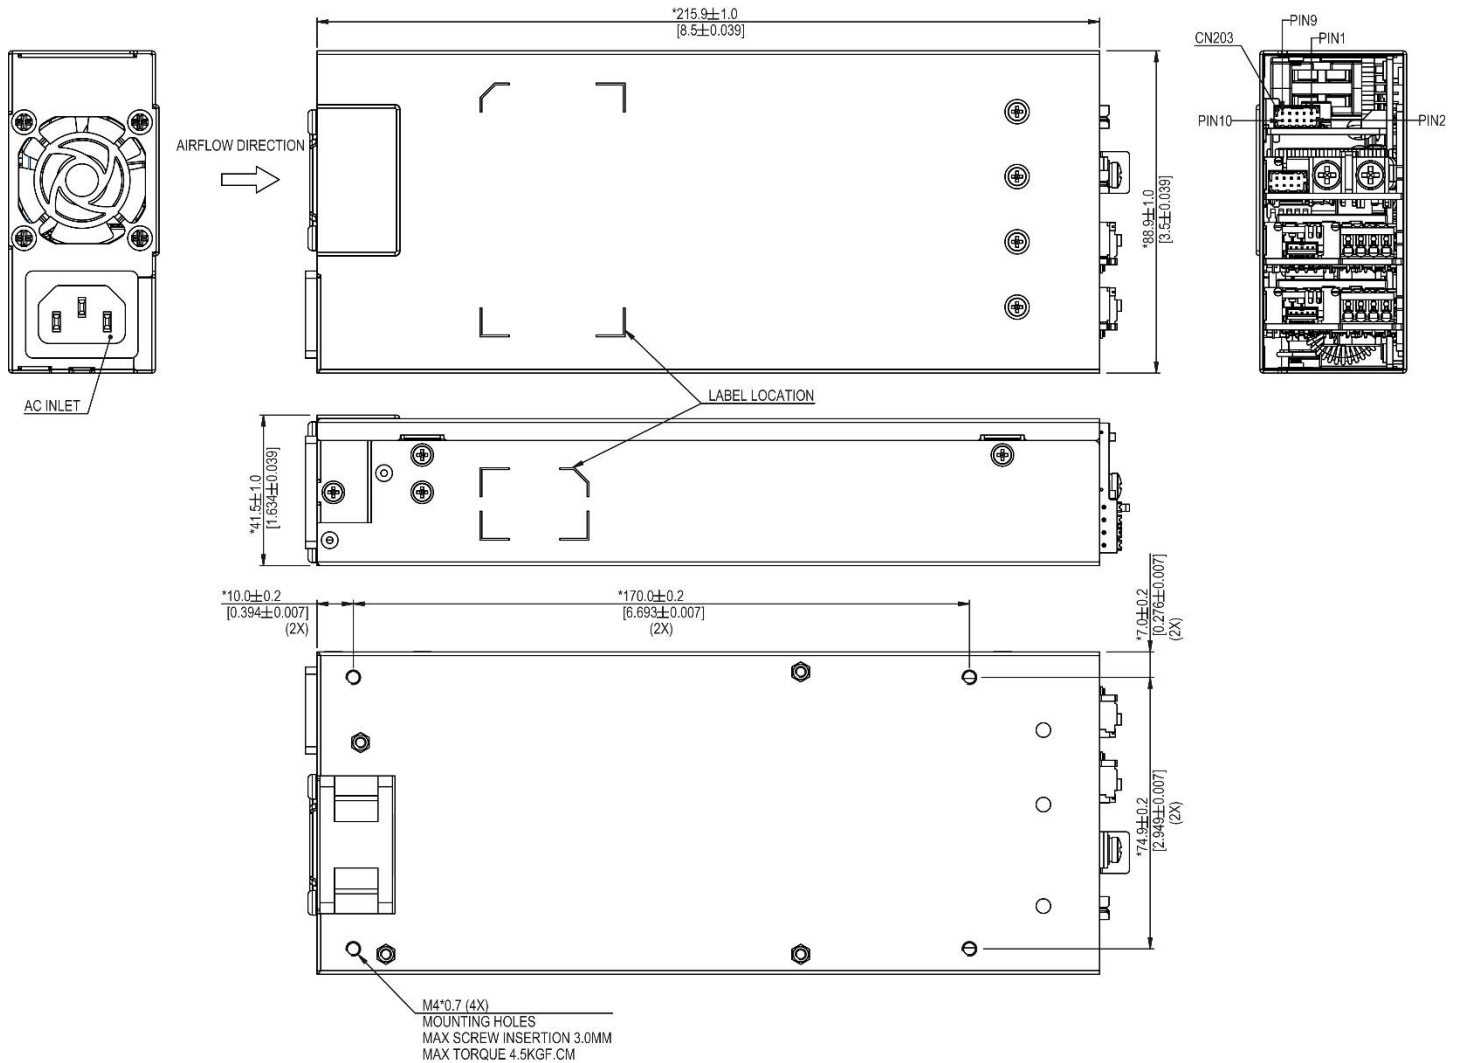 *215.9±1.0
[8.5±0.039]
PIN9
CN203
PIN1
PIN10
PIN2
AIRFLOW DIRECTION
*88.9±1.0
[3.5±0.039]
AC INLET
LABEL LOCATION
*41.5±1.0
[1.634±0.039]
*10.0±0.2
[0.394±0.007]
(2X)
*170.0±0.2
[6.693±0.007]
(2X)
*7.0±0.2
[0.276±0.007]
(2X)
*74.9±0.2
[2.949±0.007]
(2X)
M4*0.7 (4X)
MOUNTING HOLES
MAX SCREW INSERTION 3.0MM
MAX TORQUE 4.5KGF.CM